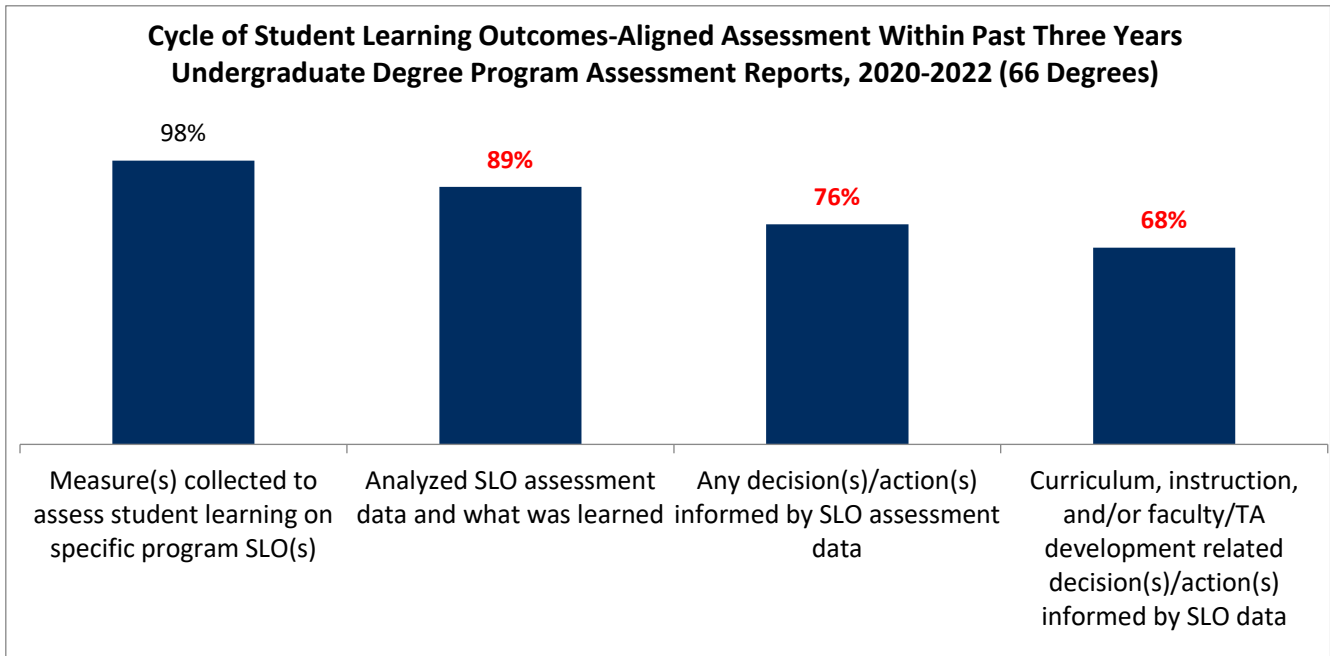 Cycle of Student Learning Outcomes-Aligned Assessment Within Past Three Years
Undergraduate Degree Program Assessment Reports, 2020-2022 (66 Degrees)
98%
89%
76%
68%
Measure(s) collected to
assess student learning on
specific program SLO(s)
Analyzed SLO assessment
data and what was learned
Any decision(s)/action(s)
informed by SLO assessment
data
Curriculum, instruction,
and/or faculty/TA
development related
decision(s)/action(s)
informed by SLO data